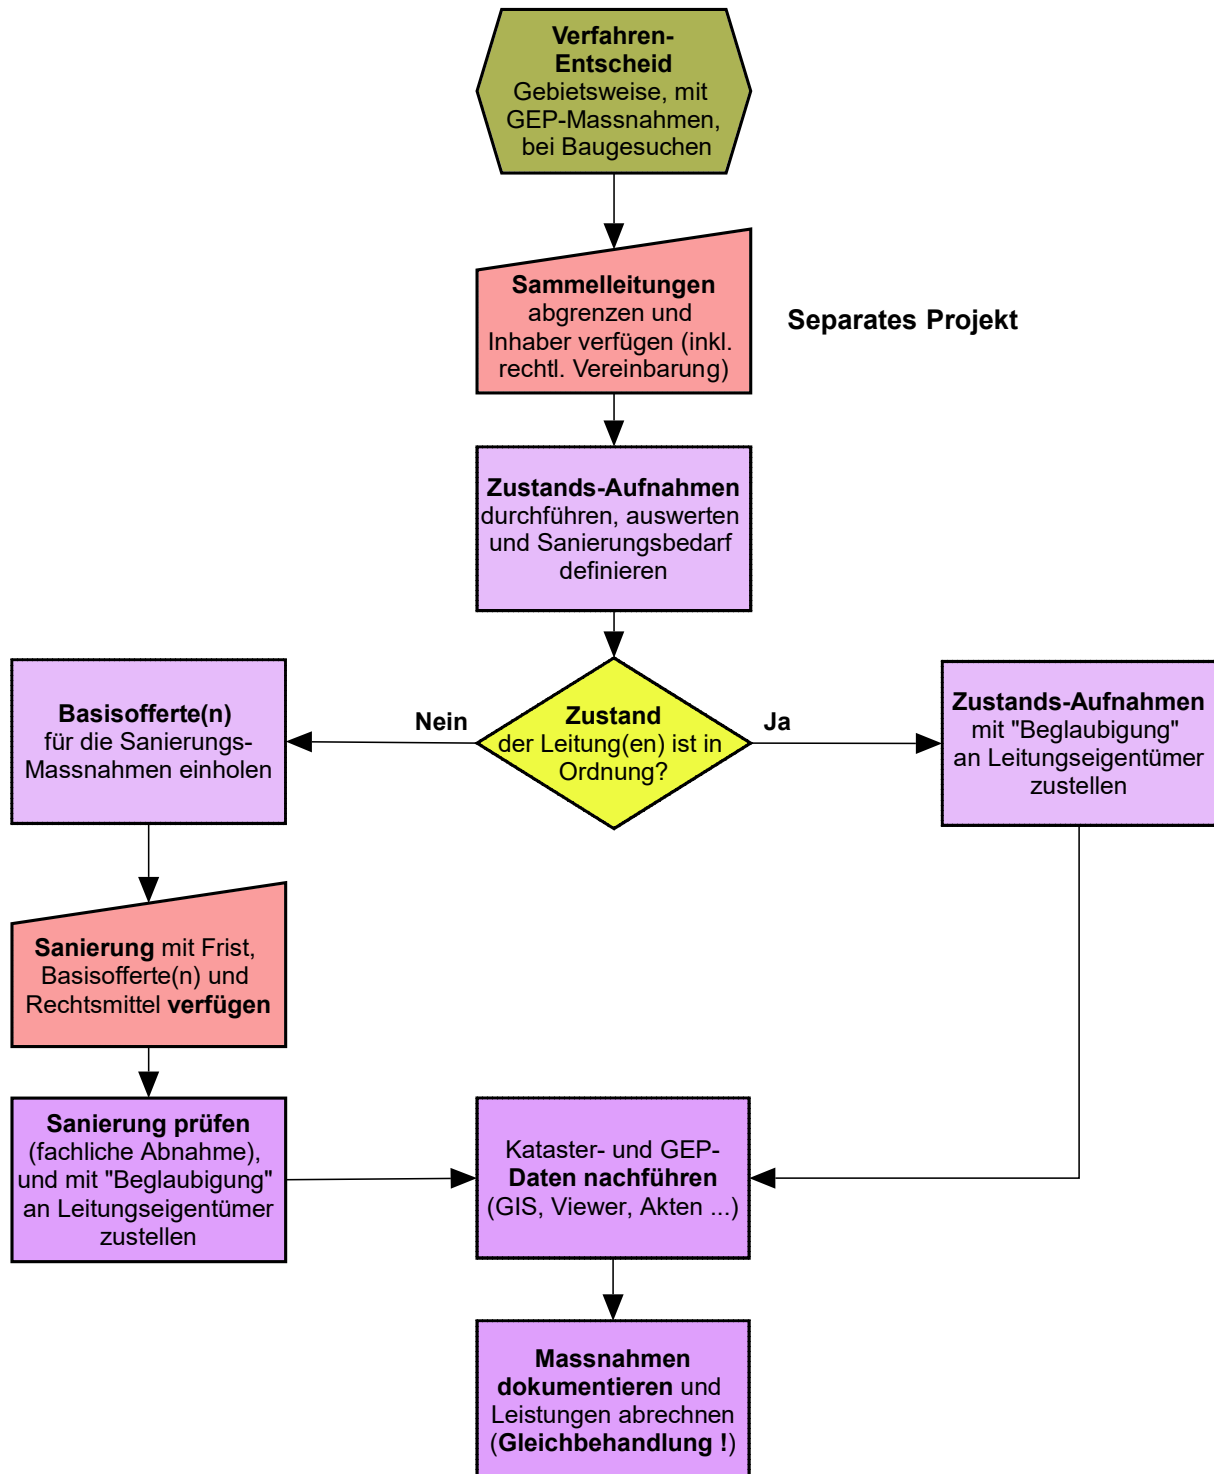 Verfahren-
Entscheid
Gebietsweise, mit
GEP-Massnahmen,
bei Baugesuchen
Sammelleitungen
abgrenzen und
Inhaber verfügen (inkl.
rechtl. Vereinbarung)
Separates Projekt
Zustands-Aufnahmen
durchführen, auswerten
und Sanierungsbedarf
definieren
Zustand
der Leitung(en) ist in
Ordnung?
Nein
Ja
Basisofferte(n)
für die Sanierungs-
Massnahmen einholen
Zustands-Aufnahmen
mit "Beglaubigung"
an Leitungseigentümer
zustellen
Sanierung mit Frist,
Basisofferte(n) und
Rechtsmittel verfügen
Sanierung prüfen
(fachliche Abnahme),
und mit "Beglaubigung"
an Leitungseigentümer
zustellen
Kataster- und GEP-
Daten nachführen
(GIS, Viewer, Akten ...)
Massnahmen
dokumentieren und
Leistungen abrechnen
(Gleichbehandlung !)